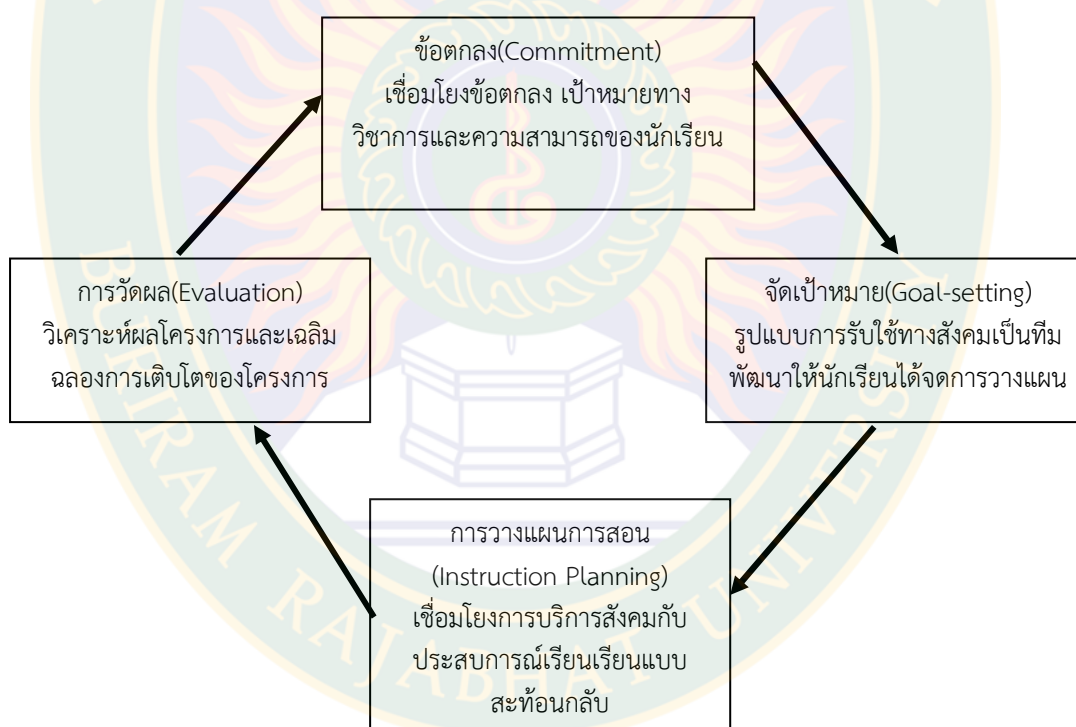 ข้อตกลง(Commitment)
เชื่อมโยงข้อตกลง เป้าหมายทาง
วิชาการและความสามารถของนักเรียน
การวัดผล(Evaluation)
วิเคราะห์ผลโครงการและเฉลิม
ฉลองการเติบโตของโครงการ
จัดเป้าหมาย(Goal-setting)
รูปแบบการรับใช้ทางสังคมเป็นทีม
พัฒนาให้นักเรียนได้จดการวางแผน
การวางแผนการสอน
(Instruction Planning)
เชื่อมโยงการบริการสังคมกับ
ประสบการณ์เรียนเรียนแบบ
สะท้อนกลับ
BURIRAM RAJABHAT UNIVERSITY